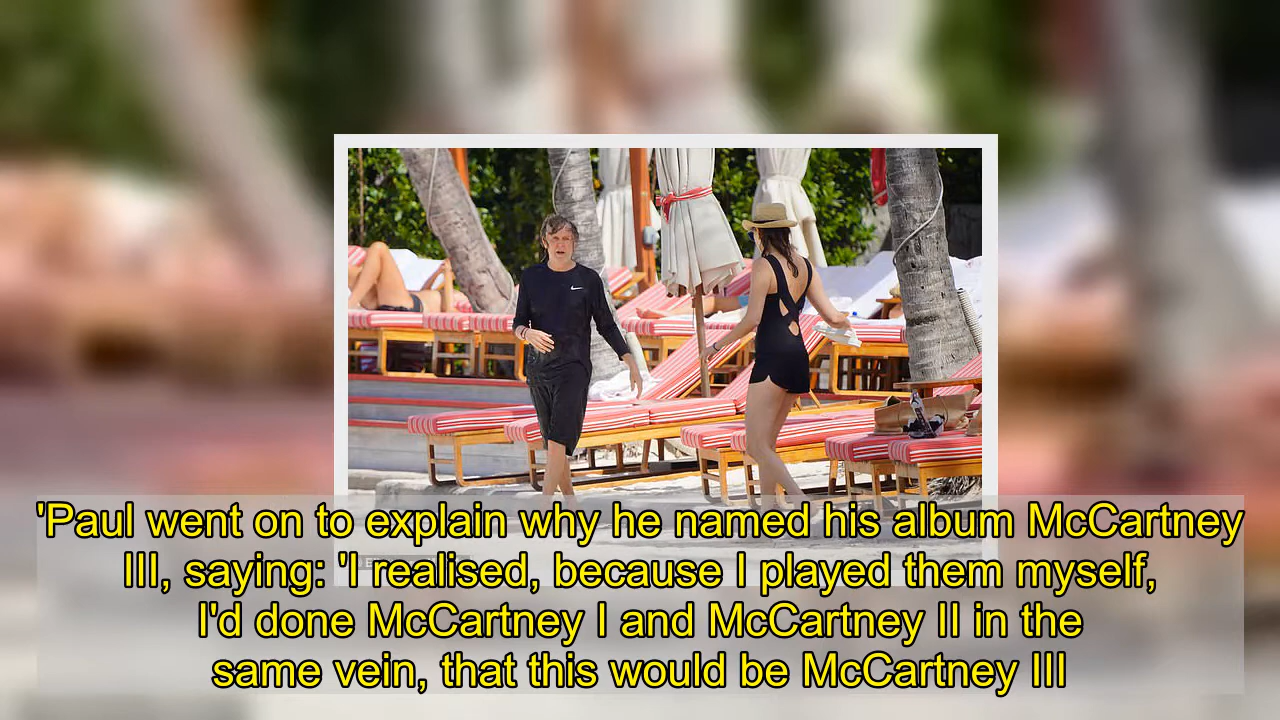 'Paul went on to explain why he named his album McCartney
III, saying: 'I realised, because I played them myself,
I'd done McCartney I and McCartney II in the
same vein, that this would be McCartney III